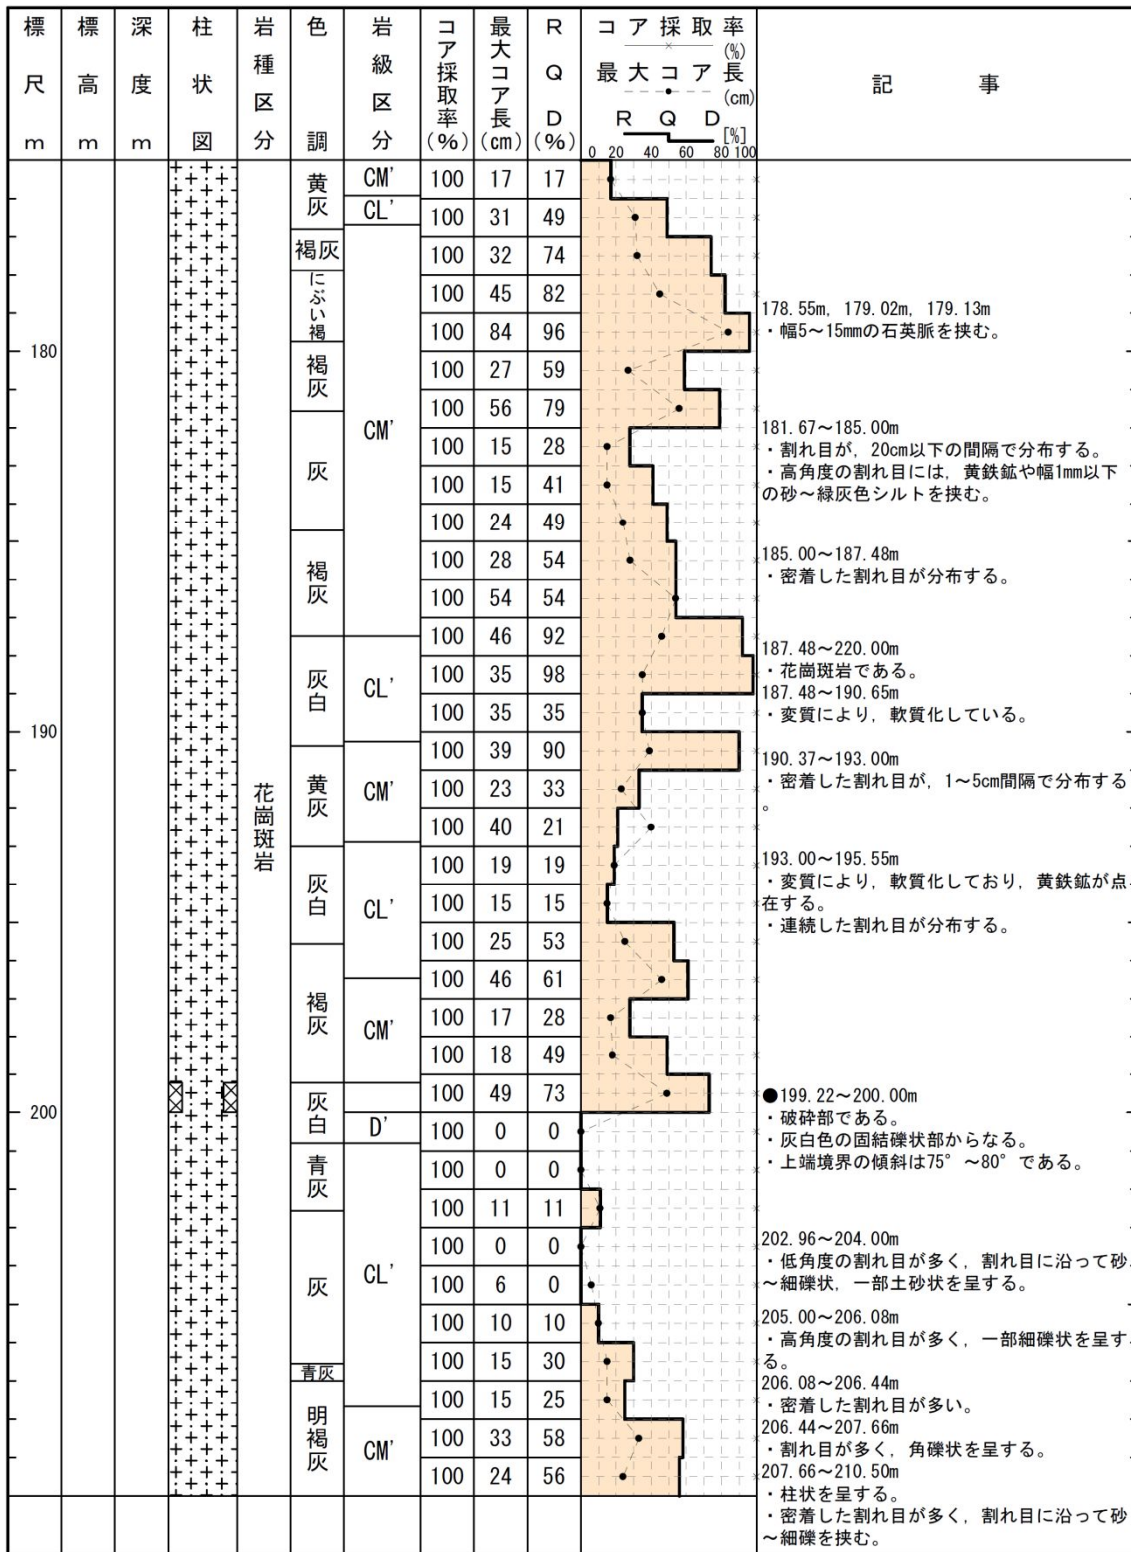 標尺m
標高m
深度m
柱状図
岩種区分
色調
岩級区分
コア採取率(%)
最大コア長(cm)
RQD(%)
コア採取率(%)
最大コア長(cm)
RQD[%]
0 20 40 60 80 100
記事
180
190
200
花崗斑岩
黄灰
褐灰
にぶい褐
褐灰
灰
褐灰
灰白
黄灰
灰白
褐灰
灰白
青灰
灰
青灰
明褐灰
CM'
CL'
CM'
CL'
CM'
CL'
CM'
D'
CL'
CM'
100 17 17
100 31 49
100 32 74
100 45 82
100 84 96
100 27 59
100 56 79
100 15 28
100 15 41
100 24 49
100 28 54
100 54 54
100 46 92
100 35 98
100 35 35
100 39 90
100 23 33
100 40 21
100 19 19
100 15 15
100 25 53
100 46 61
100 17 28
100 18 49
100 49 73
100 0 0
100 0 0
100 11 11
100 0 0
100 6 0
100 10 10
100 15 30
100 15 25
100 33 58
100 24 56
178.55m, 179.02m, 179.13m
・幅5～15mmの石英脈を挟む。
181.67～185.00m
・割れ目が，20cm以下の間隔で分布する。
・高角度の割れ目には，黄鉄鉱や幅1mm以下
の砂～緑灰色シルトを挟む。
185.00～187.48m
・密着した割れ目が分布する。
187.48～220.00m
・花崗斑岩である。
187.48～190.65m
・変質により，軟質化している。
190.37～193.00m
・密着した割れ目が，1～5cm間隔で分布する
。
193.00～195.55m
・変質により，軟質化しており，黄鉄鉱が点
在する。
・連続した割れ目が分布する。
●199.22～200.00m
・破砕部である。
・灰白色の固結礫状部からなる。
・上端境界の傾斜は75°～80°である。
202.96～204.00m
・低角度の割れ目が多く，割れ目に沿って砂
～細礫状，一部土砂状を呈する。
205.00～206.08m
・高角度の割れ目が多く，一部細礫状を呈す
る。
206.08～206.44m
・密着した割れ目が多い。
206.44～207.66m
・割れ目が多く，角礫状を呈する。
207.66～210.50m
・柱状を呈する。
・密着した割れ目が多く，割れ目に沿って砂
～細礫を挟む。